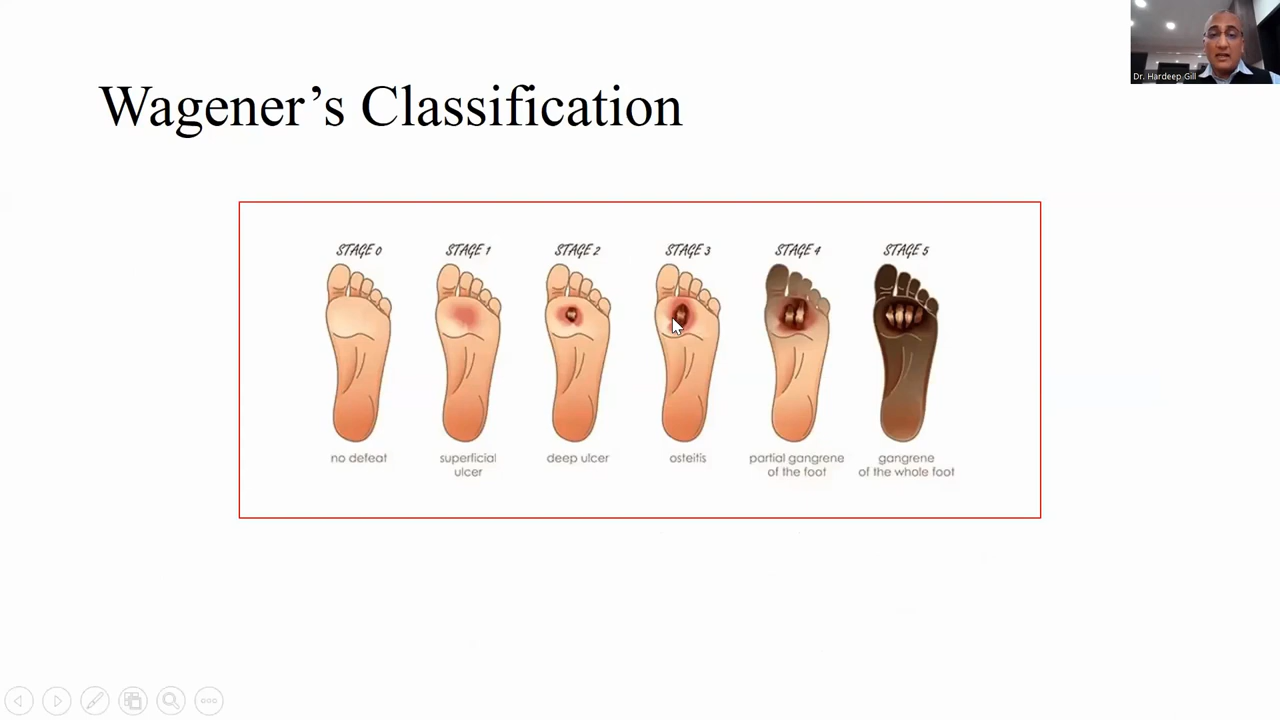 Dr. Hardeep Gill
Wagener's Classification
STAGE 0
STAGE 1
STAGE 2
STAGE 3
STAGE 4
STAGE 5
no defeat
superficial
ulcer
deep ulcer
osteitis
partial gangrene
of the foot
gangrene
of the whole foot